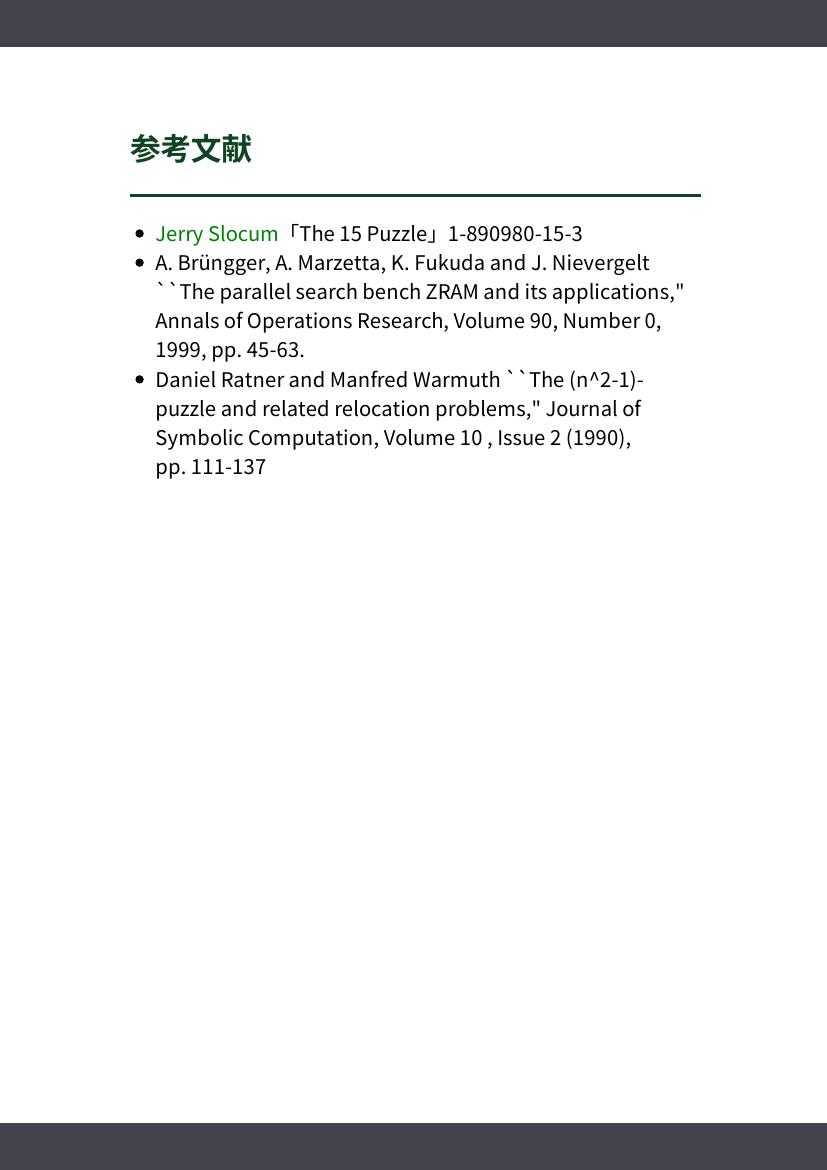 参考文献
Jerry Slocum「The 15 Puzzle」1-890980-15-3
A. Brüngger, A. Marzetta, K. Fukuda and J. Nievergelt
``The parallel search bench ZRAM and its applications,"
Annals of Operations Research, Volume 90, Number 0,
1999, pp. 45-63.
Daniel Ratner and Manfred Warmuth ``The (n^2-1)-
puzzle and related relocation problems," Journal of
Symbolic Computation, Volume 10 , Issue 2 (1990),
pp. 111-137